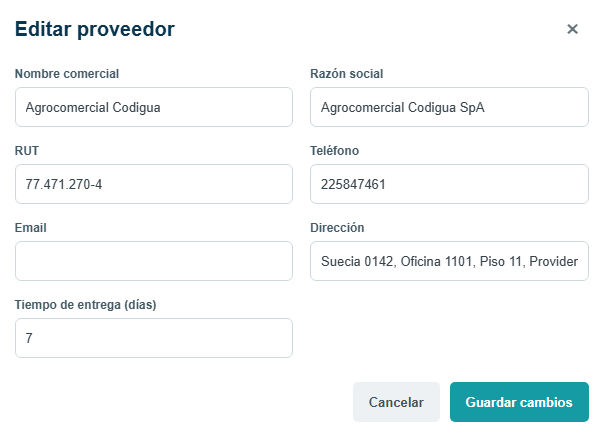 Editar proveedor
Nombre comercial
Razón social
Agrocomercial Codigua
Agrocomercial Codigua SpA
RUT
Teléfono
77.471.270-4
225847461
Email
Dirección
Suecia 0142, Oficina 1101, Piso 11, Provider
Tiempo de entrega (días)
7
Cancelar
Guardar cambios